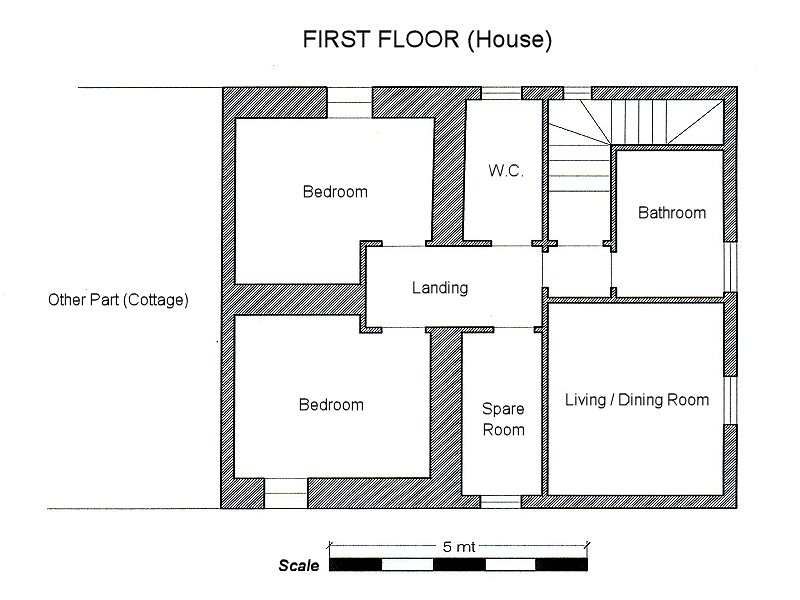 FIRST FLOOR (House)
W.C.
Bedroom
Bathroom
Landing
Other Part (Cottage)
Bedroom
Living / Dining Room
Spare
Room
5 mt
Scale